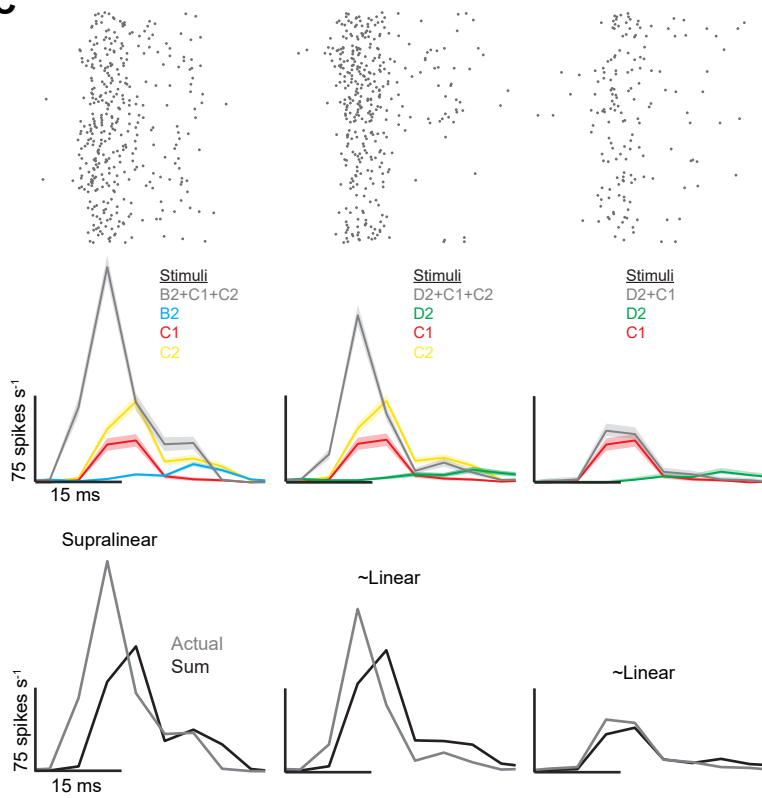 Stimuli
B2+C1+C2
B2
C1
C2
Stimuli
D2+C1+C2
D2
C1
C2
Stimuli
D2+C1
D2
C1
75 spikes s⁻¹
15 ms
Supralinear
~Linear
~Linear
Actual
Sum
75 spikes s⁻¹
15 ms